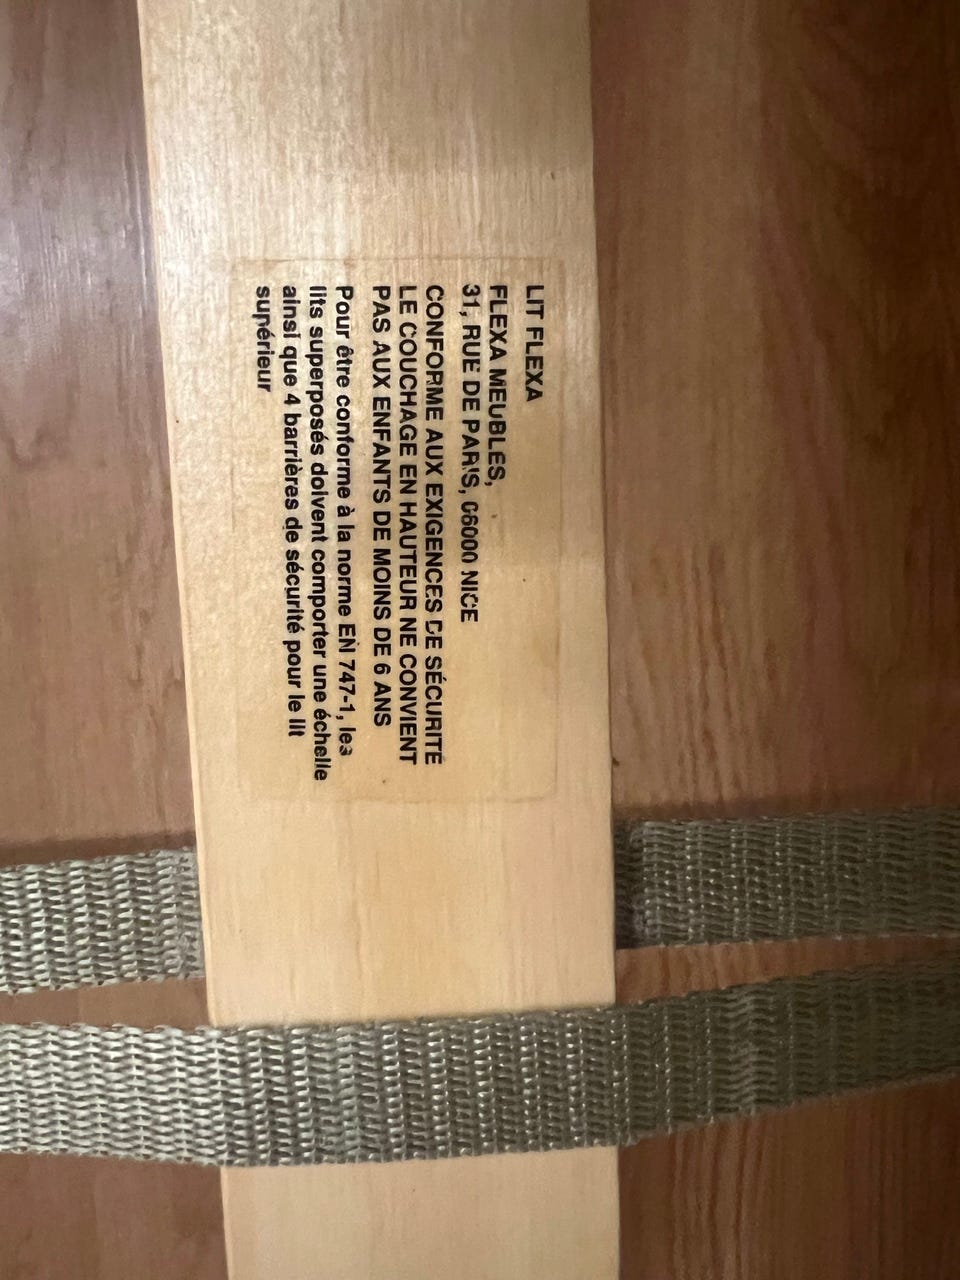 LIT FLEXA
FLEXA MEUBLES,
31, RUE DE PARIS, 06000 NICE
CONFORME AUX EXIGENCES DE SÉCURITÉ
LE COUCHAGE EN HAUTEUR NE CONVIENT
PAS AUX ENFANTS DE MOINS DE 6 ANS
Pour être conforme à la norme EN 747-1, les
lits superposés doivent comporter une échelle
ainsi que 4 barrières de sécurité pour le lit
supérieur